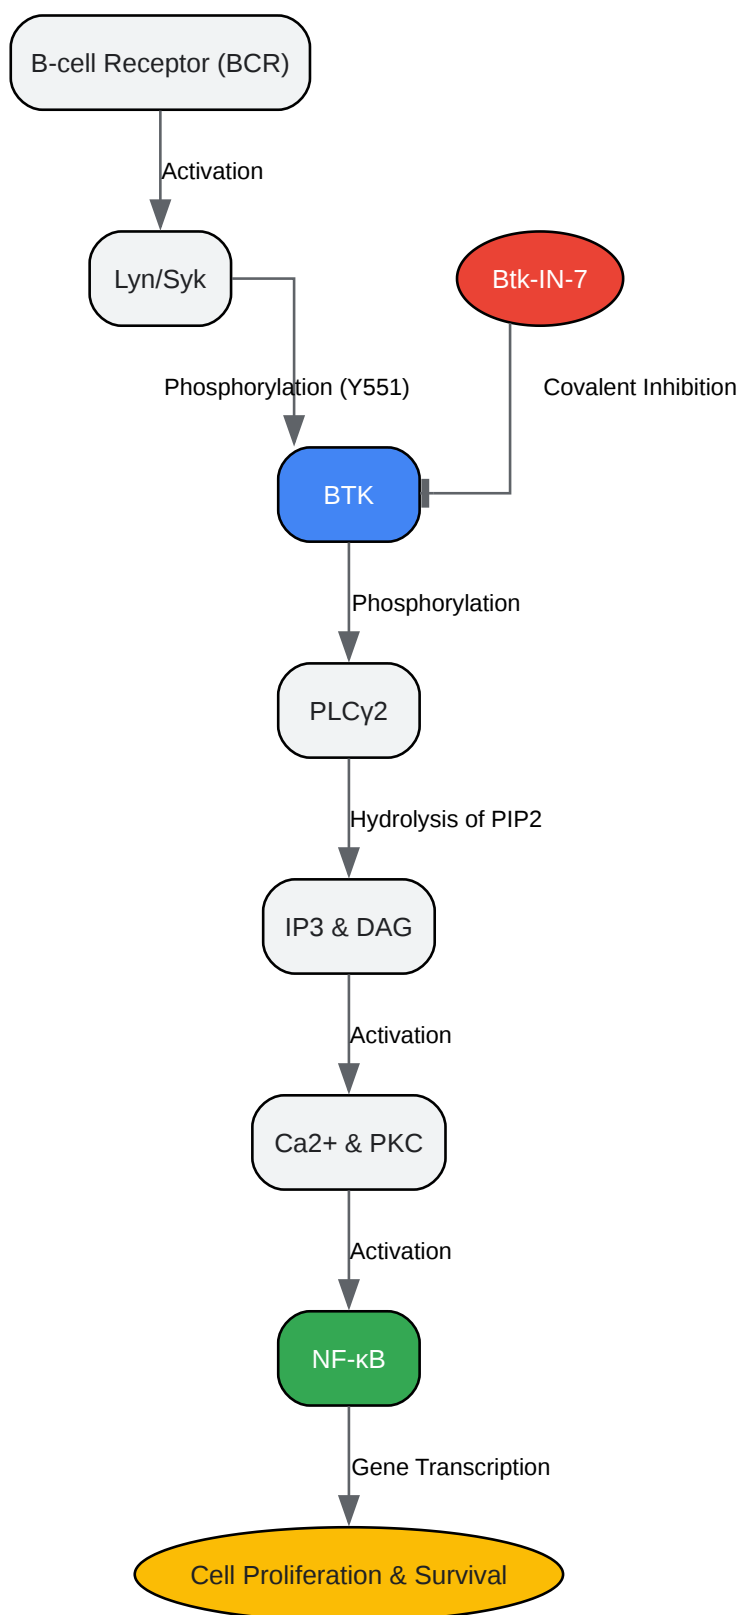 B-cell Receptor (BCR)
Activation
Lyn/Syk
Btk-IN-7
Phosphorylation (Y551)
Covalent Inhibition
BTK
Phosphorylation
PLCγ2
Hydrolysis of PIP2
IP3 & DAG
Activation
Ca2+ & PKC
Activation
NF-κB
Gene Transcription
Cell Proliferation & Survival